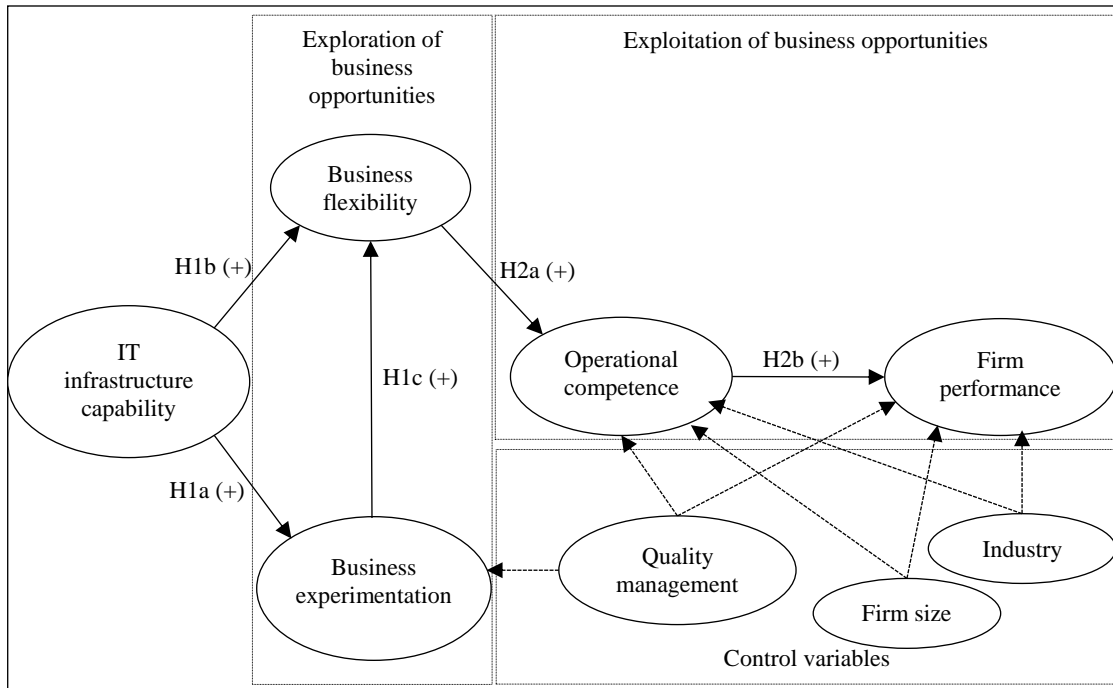 Exploration of
business
opportunities
Exploitation of business opportunities
Business
flexibility
H1b (+)
H2a (+)
IT
infrastructure
capability
H1c (+)
Operational
competence
H2b (+)
Firm
performance
H1a (+)
Business
experimentation
Quality
management
Industry
Firm size
Control variables